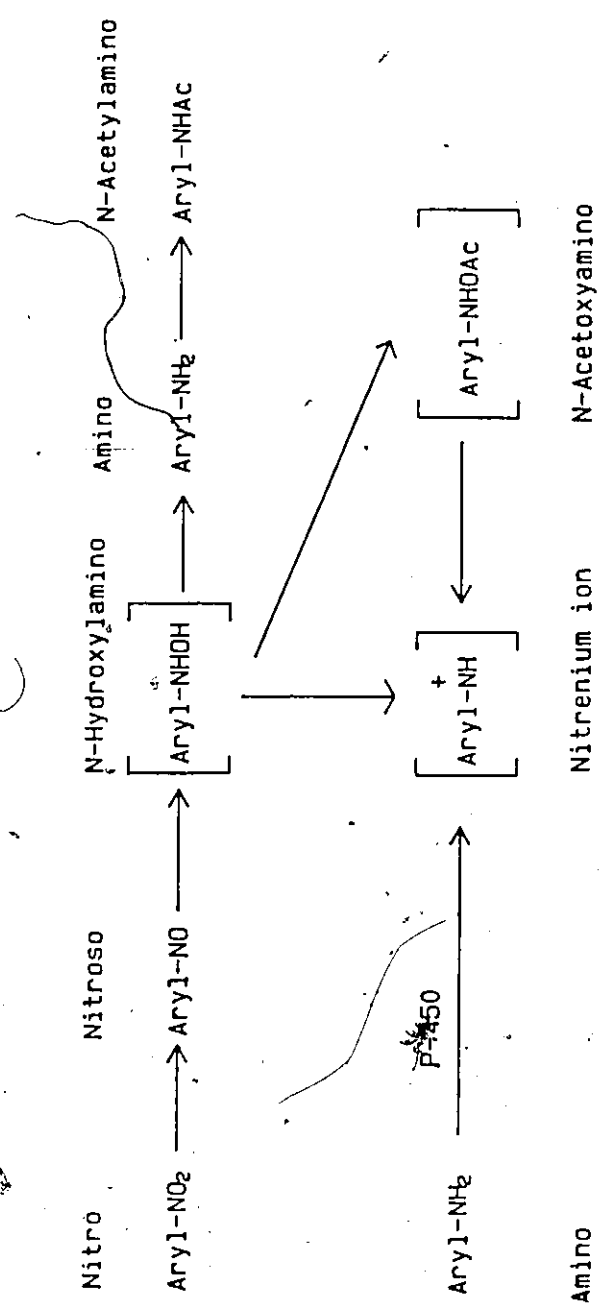 Nitro Nitroso N-Hydroxylamino Amino N-Acetylamino
Aryl-NO₂ Aryl-NO Aryl-NHOH Aryl-NH₂ Aryl-NHAc
P-450
+
Aryl-NH₂ Aryl-NH Aryl-NHOAc
Amino Nitrenium ion N-Acetoxyamino